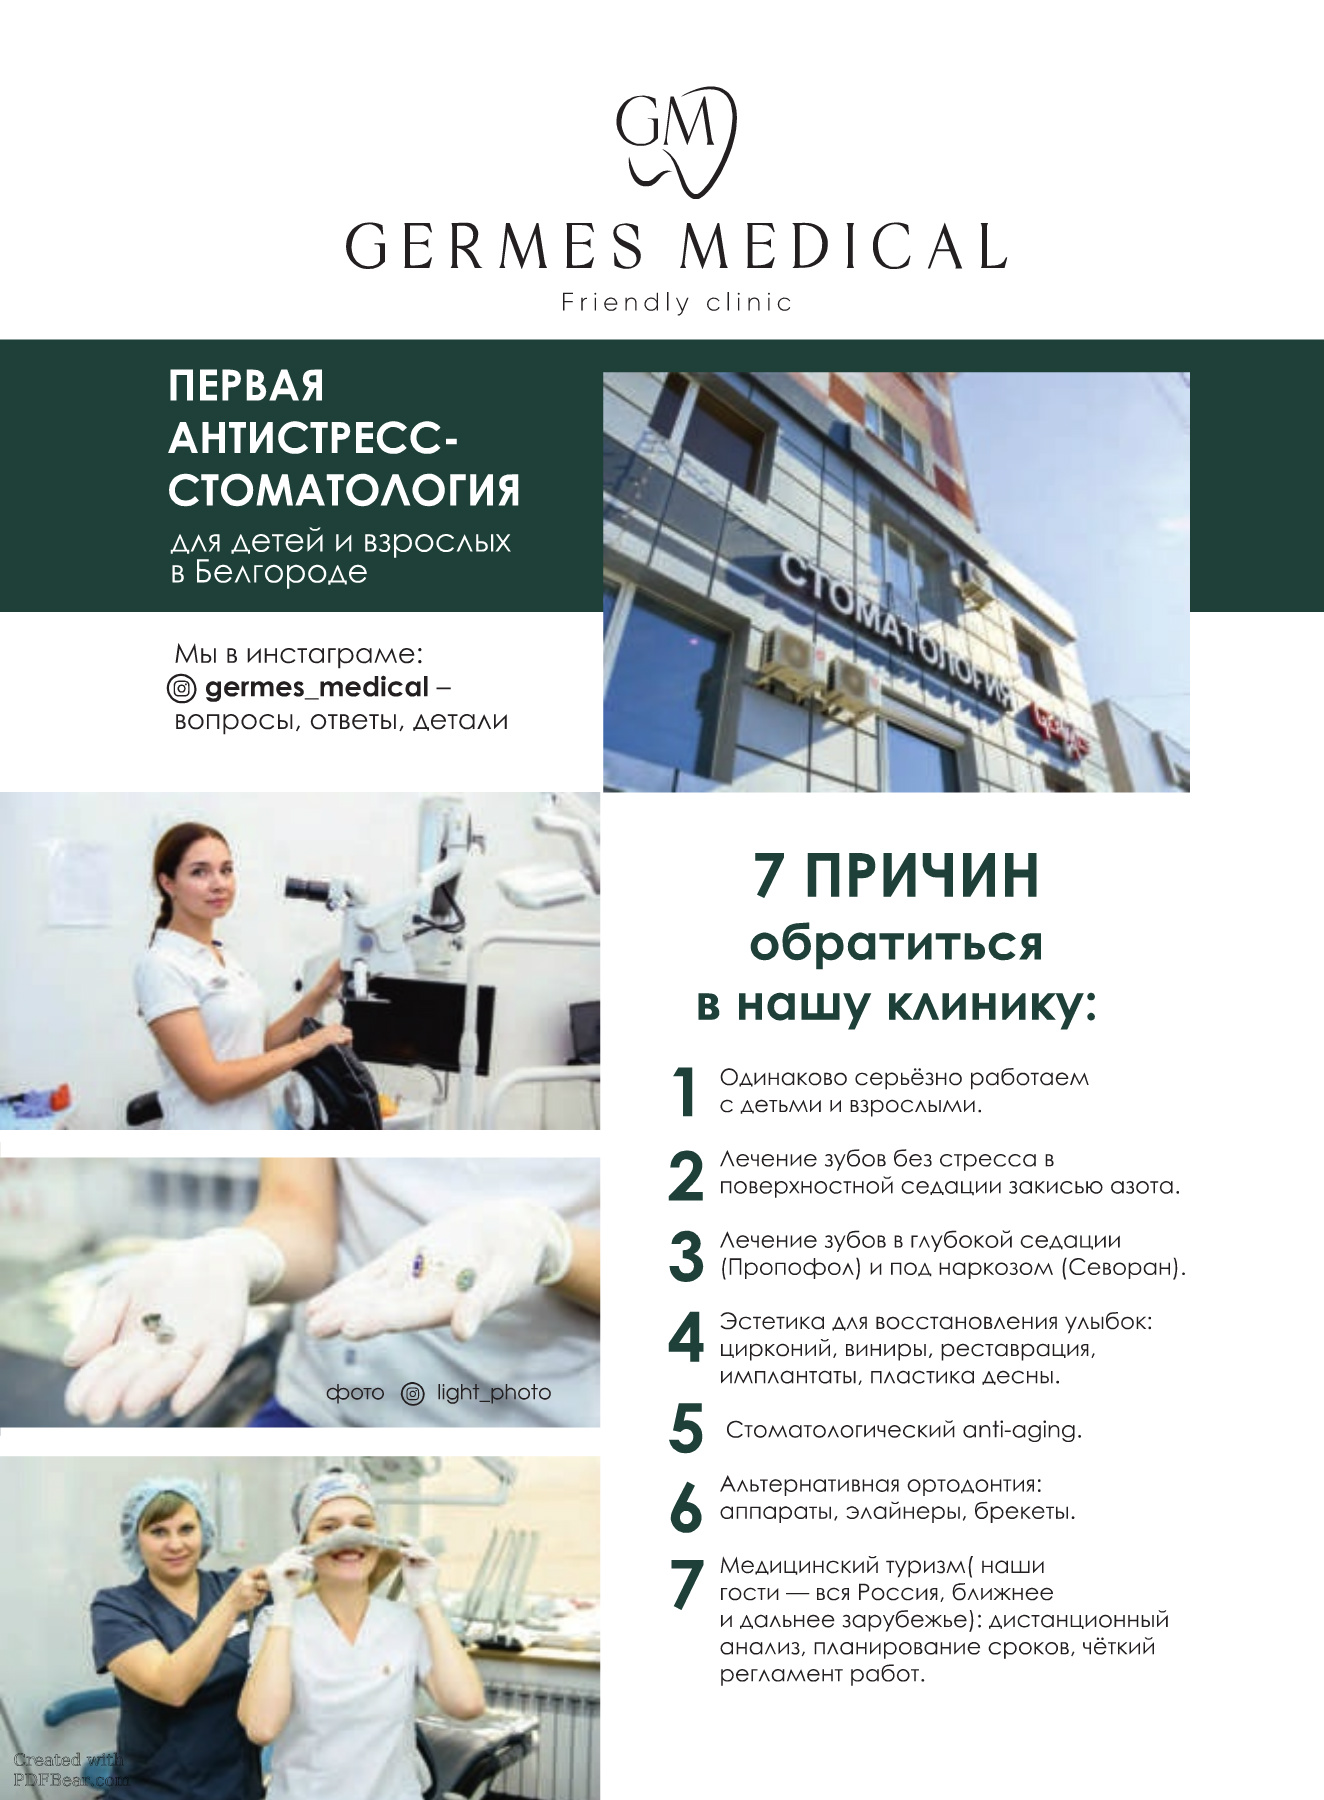 GM
GERMES MEDICAL
Friendly clinic
ПЕРВАЯ
АНТИСТРЕСС-
СТОМАТОЛОГИЯ
для детей и взрослых
в Белгороде
СТОМАТОЛОГИЯ
Мы в инстаграме:
germes_medical –
вопросы, ответы, детали
7 ПРИЧИН
обратиться
в нашу клинику:
1 Одинаково серьёзно работаем
с детьми и взрослыми.
2 Лечение зубов без стресса в
поверхностной седации закисью азота.
3 Лечение зубов в глубокой седации
(Пропофол) и под наркозом (Севоран).
4 Эстетика для восстановления улыбок:
цирконий, виниры, реставрация,
имплантаты, пластика десны.
5 Стоматологический anti-aging.
6 Альтернативная ортодонтия:
аппараты, элайнеры, брекеты.
7 Медицинский туризм( наши
гости — вся Россия, ближнее
и дальнее зарубежье): дистанционный
анализ, планирование сроков, чёткий
регламент работ.
фото light_photo
Created with
PDFBear.com